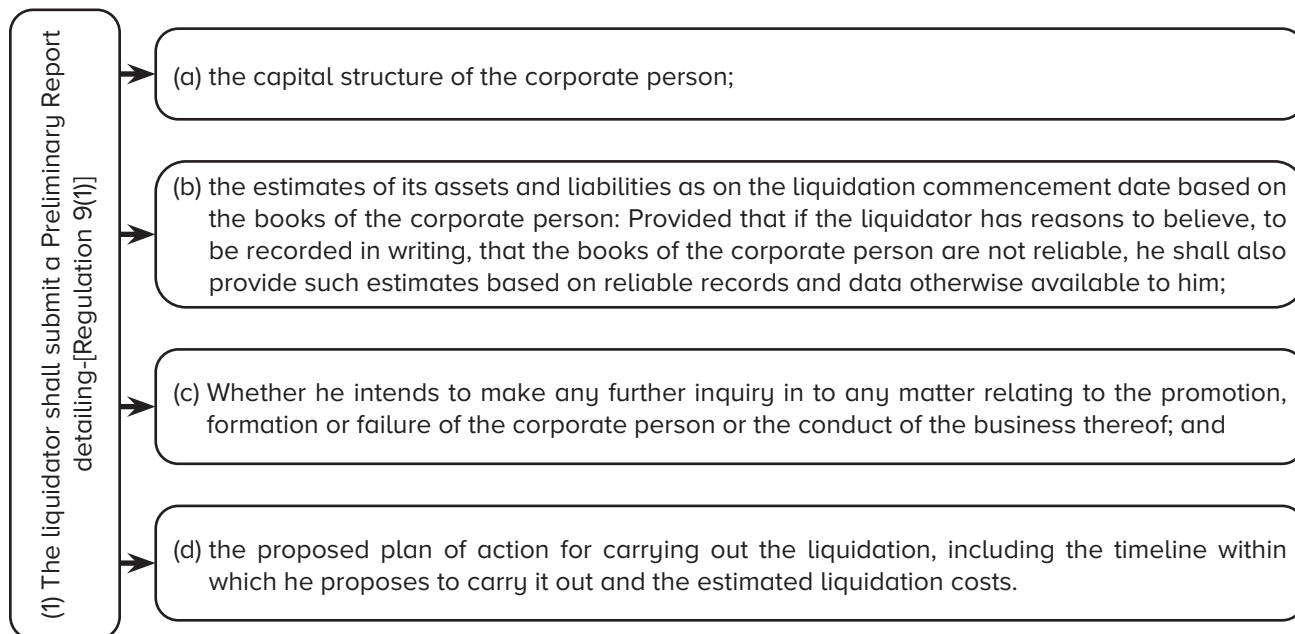 (1) The liquidator shall submit a Preliminary Report
detailing-[Regulation 9(1)]
(a) the capital structure of the corporate person;
(b) the estimates of its assets and liabilities as on the liquidation commencement date based on
the books of the corporate person: Provided that if the liquidator has reasons to believe, to
be recorded in writing, that the books of the corporate person are not reliable, he shall also
provide such estimates based on reliable records and data otherwise available to him;
(c) Whether he intends to make any further inquiry in to any matter relating to the promotion,
formation or failure of the corporate person or the conduct of the business thereof; and
(d) the proposed plan of action for carrying out the liquidation, including the timeline within
which he proposes to carry it out and the estimated liquidation costs.